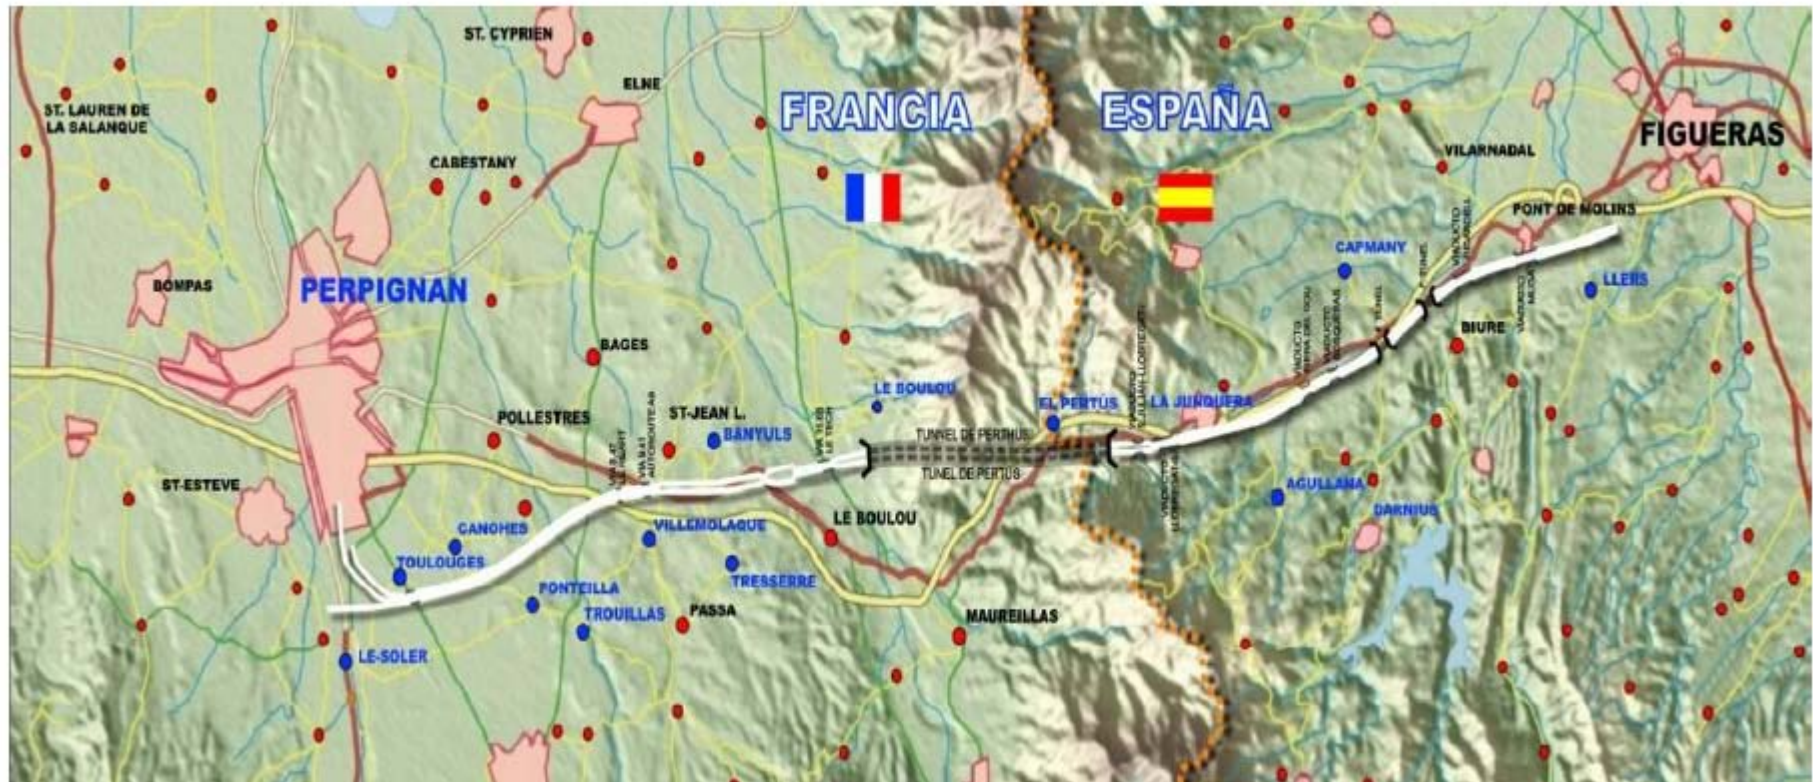 ST. CYPRIEN
ELNE
ST. LAUREN DE
LA SALANQUE
CABESTANY
FRANCIA
ESPAÑA
FIGUERAS
VILARNADAL
PONT DE MOLINS
CAPMANY
LLERS
BIURE
BOMPAS
PERPIGNAN
BAGES
LE BOULOU
EL PERTÚS
LA JUNQUERA
POLLESTRES
ST-JEAN L.
BANYULS
TUNNEL DE PERTHUS
TUNEL DE PERTÚS
ST-ESTEVE
CANOHES
TOULOUGES
VILLEMOLAQUE
LE BOULOU
AGULLANA
DARNIUS
PONTEILLA
TROUILLAS
TRESSERRE
PASSA
MAUREILLAS
LE-SOLER